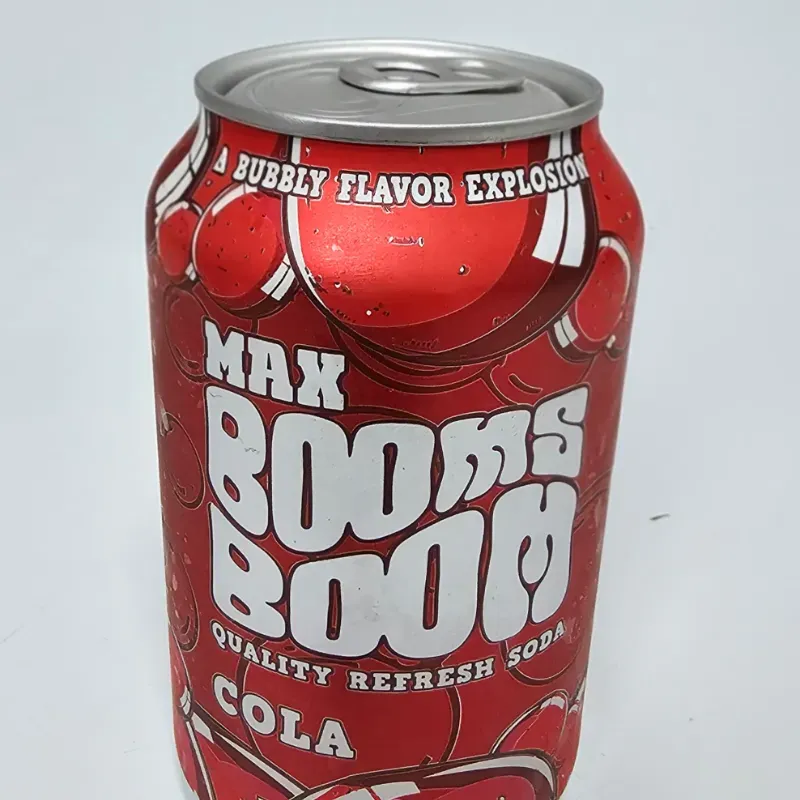 A BUBBLY FLAVOR EXPLOSION
MAX
BOOMS
BOOM
QUALITY REFRESH SODA
COLA